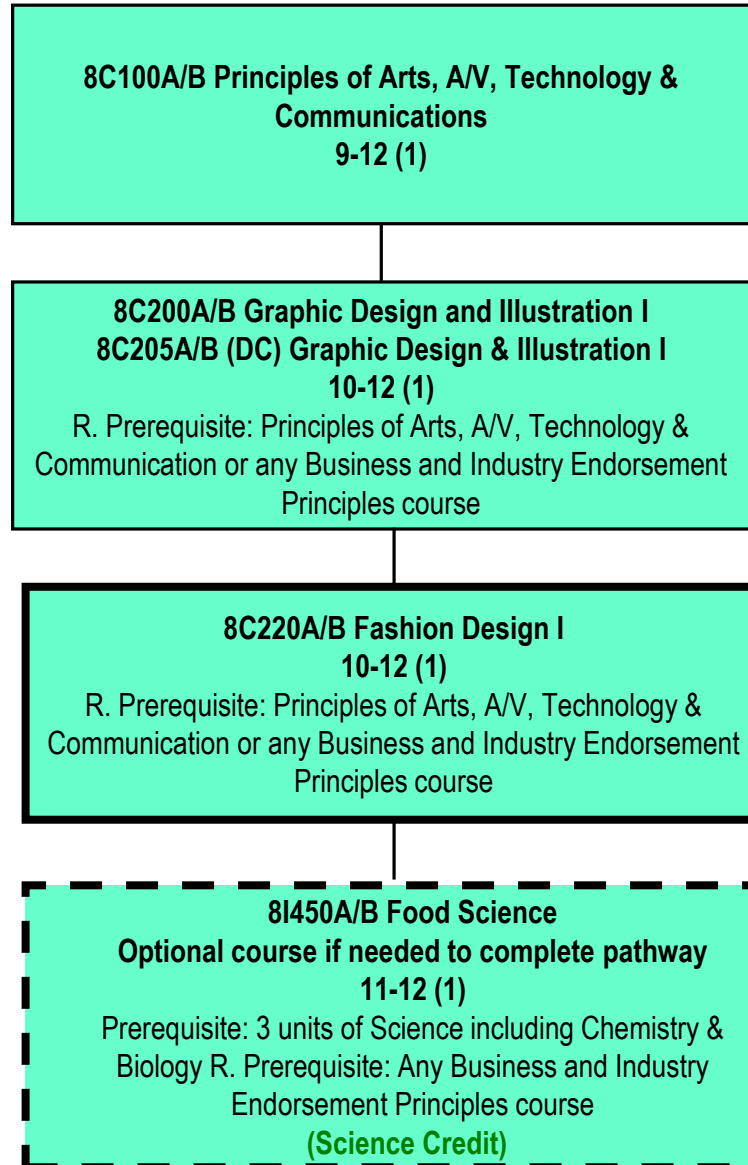 8C100A/B Principles of Arts, A/V, Technology &
Communications
9-12 (1)
8C200A/B Graphic Design and Illustration I
8C205A/B (DC) Graphic Design & Illustration I
10-12 (1)
R. Prerequisite: Principles of Arts, A/V, Technology &
Communication or any Business and Industry Endorsement
Principles course
8C220A/B Fashion Design I
10-12 (1)
R. Prerequisite: Principles of Arts, A/V, Technology &
Communication or any Business and Industry Endorsement
Principles course
8I450A/B Food Science
Optional course if needed to complete pathway
11-12 (1)
Prerequisite: 3 units of Science including Chemistry &
Biology R. Prerequisite: Any Business and Industry
Endorsement Principles course
(Science Credit)